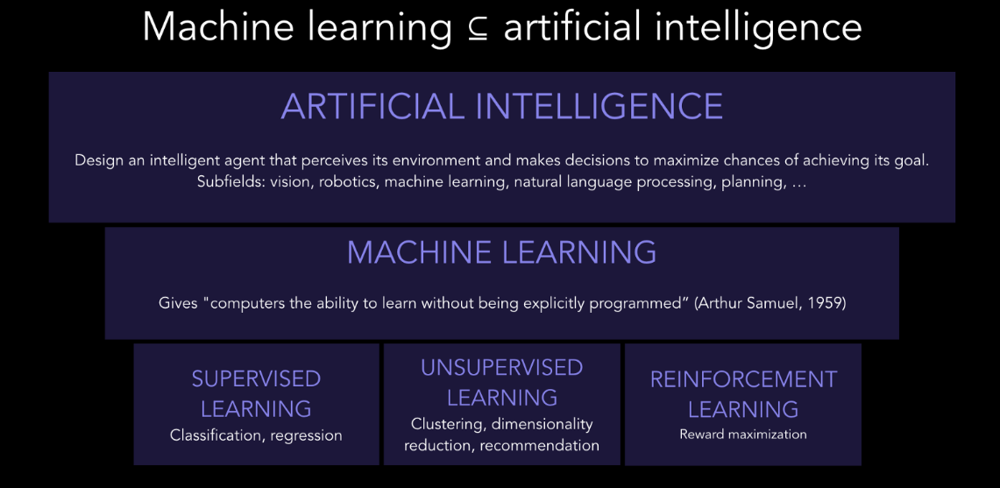 Machine learning ⊆ artificial intelligence
ARTIFICIAL INTELLIGENCE
Design an intelligent agent that perceives its environment and makes decisions to maximize chances of achieving its goal.
Subfields: vision, robotics, machine learning, natural language processing, planning, …
MACHINE LEARNING
Gives "computers the ability to learn without being explicitly programmed” (Arthur Samuel, 1959)
SUPERVISED
LEARNING
Classification, regression
UNSUPERVISED
LEARNING
Clustering, dimensionality
reduction, recommendation
REINFORCEMENT
LEARNING
Reward maximization